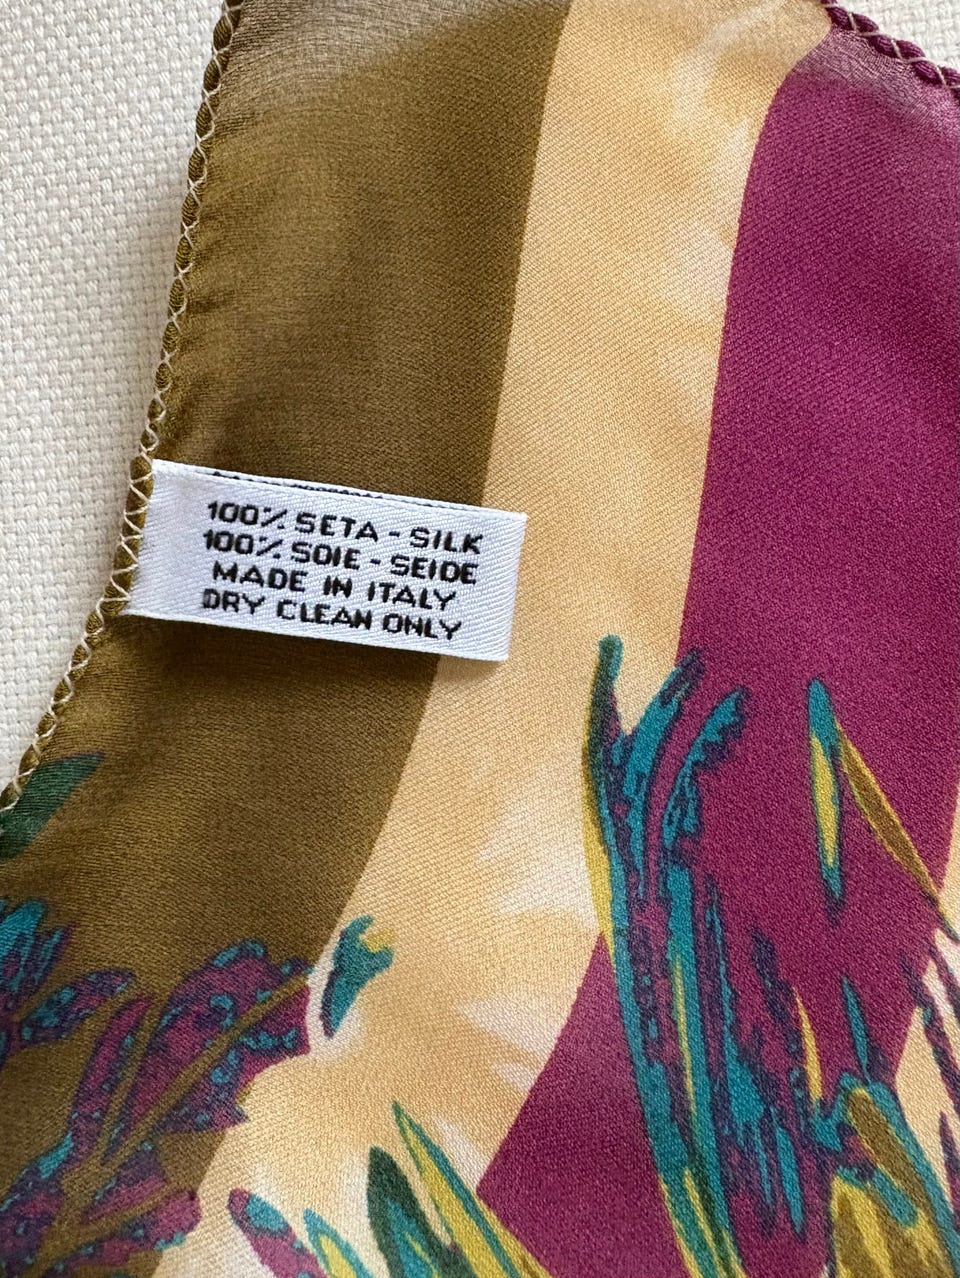 100% SETA - SILK
100% SOIE - SEIDE
MADE IN ITALY
DRY CLEAN ONLY